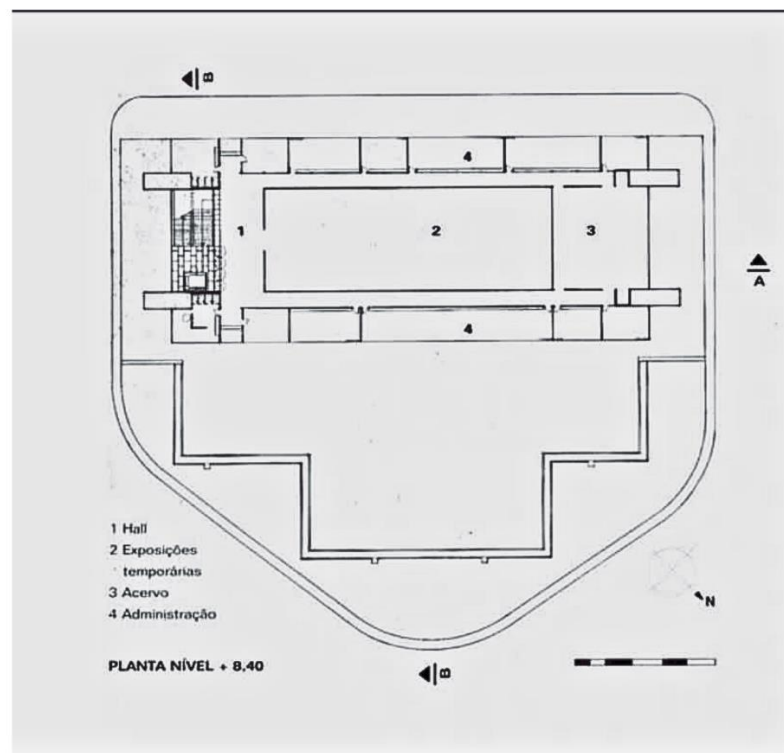 B
4
1
2
3
A
4
1 Hall
2 Exposições
temporárias
3 Acervo
4 Administração
N
PLANTA NÍVEL + 8,40
B